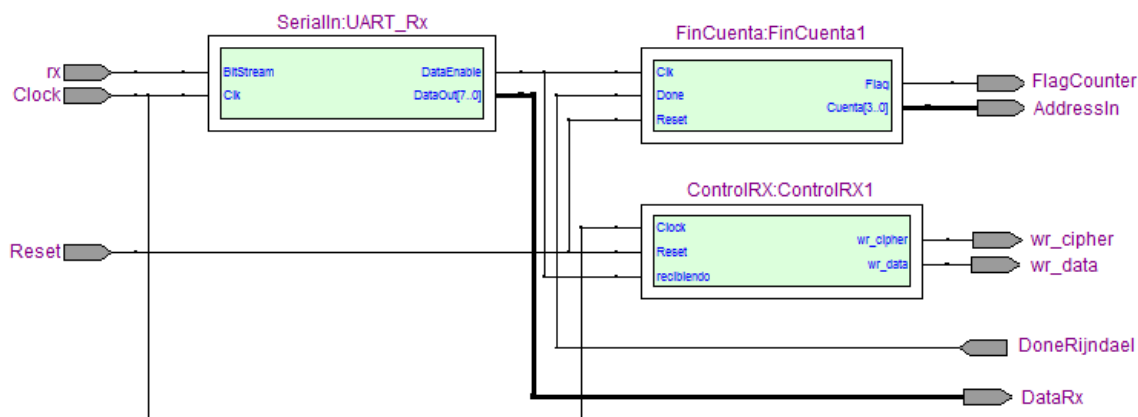 SerialIn:UART_Rx
rx
Clock
BitStream
Clk
DataEnable
DataOut[7..0]
FinCuenta:FinCuenta1
Clk
Done
Reset
Flag
Cuenta[3..0]
FlagCounter
AddressIn
ControlRX:ControlRX1
Reset
Clock
Reset
recibiendo
wr_cipher
wr_data
wr_cipher
wr_data
DoneRijndael
DataRx